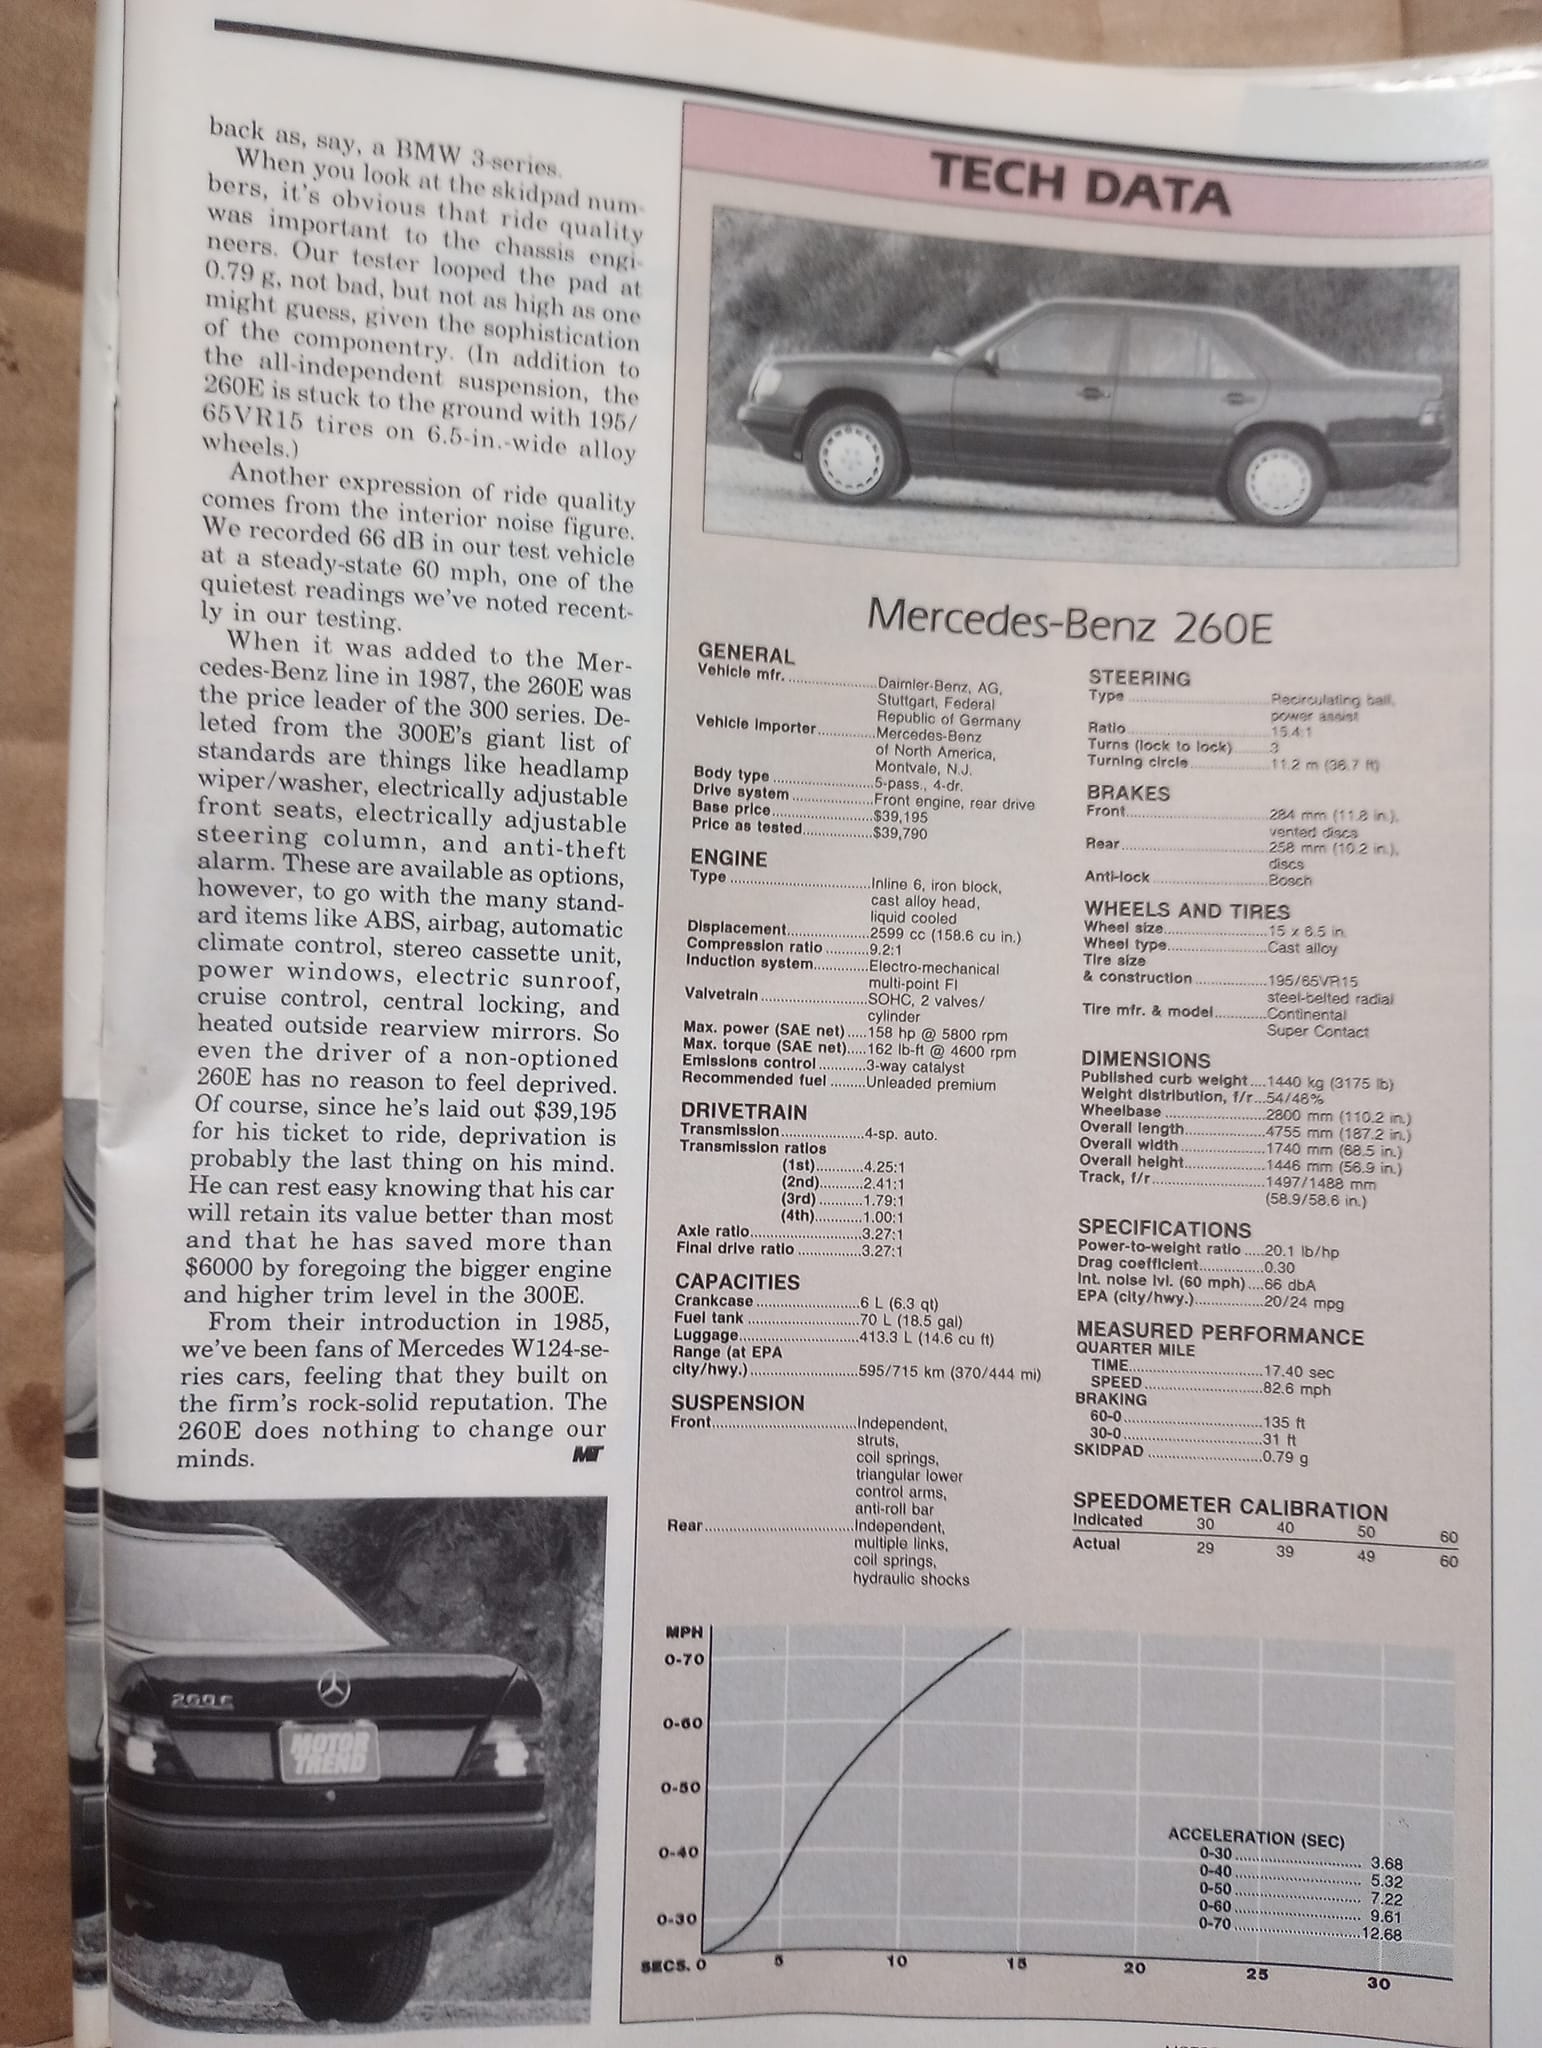 back as, say, a BMW 3-series.
When you look at the skidpad num-
bers, it's obvious that ride quality
was important to the chassis engi-
neers. Our tester looped the pad at
0.79 g, not bad, but not as high as one
might guess, given the sophistication
of the componentry. (In addition to
the all-independent suspension, the
260E is stuck to the ground with 195/
65VR15 tires on 6.5-in.-wide alloy
wheels.)
Another expression of ride quality
comes from the interior noise figure.
We recorded 66 dB in our test vehicle
at a steady-state 60 mph, one of the
quietest readings we've noted recent-
ly in our testing.
When it was added to the Mer-
cedes-Benz line in 1987, the 260E was
the price leader of the 300 series. De-
leted from the 300E's giant list of
standards are things like headlamp
wiper/washer, electrically adjustable
front seats, electrically adjustable
steering column, and anti-theft
alarm. These are available as options,
however, to go with the many stand-
ard items like ABS, airbag, automatic
climate control, stereo cassette unit,
power windows, electric sunroof,
cruise control, central locking, and
heated outside rearview mirrors. So
even the driver of a non-optioned
260E has no reason to feel deprived.
Of course, since he's laid out $39,195
for his ticket to ride, deprivation is
probably the last thing on his mind.
He can rest easy knowing that his car
will retain its value better than most
and that he has saved more than
$6000 by foregoing the bigger engine
and higher trim level in the 300E.
From their introduction in 1985,
we've been fans of Mercedes W124-se-
ries cars, feeling that they built on
the firm's rock-solid reputation. The
260E does nothing to change our
minds. MT
260E
MOTOR
TREND
TECH DATA
Mercedes-Benz 260E
GENERAL
Vehicle mfr. Daimler-Benz, AG,
Stuttgart, Federal
Republic of Germany
Vehicle importer Mercedes-Benz
of North America,
Montvale, N.J.
Body type 5-pass., 4-dr.
Drive system Front engine, rear drive
Base price $39,195
Price as tested $39,790
ENGINE
Type Inline 6, iron block,
cast alloy head,
liquid cooled
Displacement 2599 cc (158.6 cu in.)
Compression ratio 9.2:1
Induction system Electro-mechanical
multi-point FI
Valvetrain SOHC, 2 valves/
cylinder
Max. power (SAE net) 158 hp @ 5800 rpm
Max. torque (SAE net) 162 lb-ft @ 4600 rpm
Emissions control 3-way catalyst
Recommended fuel Unleaded premium
DRIVETRAIN
Transmission 4-sp. auto.
Transmission ratios
(1st) 4.25:1
(2nd) 2.41:1
(3rd) 1.79:1
(4th) 1.00:1
Axle ratio 3.27:1
Final drive ratio 3.27:1
CAPACITIES
Crankcase 6 L (6.3 qt)
Fuel tank 70 L (18.5 gal)
Luggage 413.3 L (14.6 cu ft)
Range (at EPA
city/hwy.) 595/715 km (370/444 mi)
SUSPENSION
Front Independent,
struts,
coil springs,
triangular lower
control arms,
anti-roll bar
Rear Independent,
multiple links,
coil springs,
hydraulic shocks
STEERING
Type Recirculating ball,
power assist
Ratio 15.4:1
Turns (lock to lock) 3
Turning circle 11.2 m (36.7 ft)
BRAKES
Front 284 mm (11.8 in.),
vented discs
Rear 258 mm (10.2 in.),
discs
Anti-lock Bosch
WHEELS AND TIRES
Wheel size 15 x 6.5 in.
Wheel type Cast alloy
Tire size
& construction 195/65VR15
steel-belted radial
Tire mfr. & model Continental
Super Contact
DIMENSIONS
Published curb weight 1440 kg (3175 lb)
Weight distribution, f/r 54/46%
Wheelbase 2800 mm (110.2 in.)
Overall length 4755 mm (187.2 in.)
Overall width 1740 mm (68.5 in.)
Overall height 1446 mm (56.9 in.)
Track, f/r 1497/1488 mm
(58.9/58.6 in.)
SPECIFICATIONS
Power-to-weight ratio 20.1 lb/hp
Drag coefficient 0.30
Int. noise lvl. (60 mph) 66 dbA
EPA (city/hwy.) 20/24 mpg
MEASURED PERFORMANCE
QUARTER MILE
TIME 17.40 sec
SPEED 82.6 mph
BRAKING
60-0 135 ft
30-0 31 ft
SKIDPAD 0.79 g
SPEEDOMETER CALIBRATION
Indicated 30 40 50 60
Actual 29 39 49 60
MPH
0-70
0-60
0-50
0-40
0-30
SECS. 0 5 10 15 20 25 30
ACCELERATION (SEC)
0-30 3.68
0-40 5.32
0-50 7.22
0-60 9.61
0-70 12.68